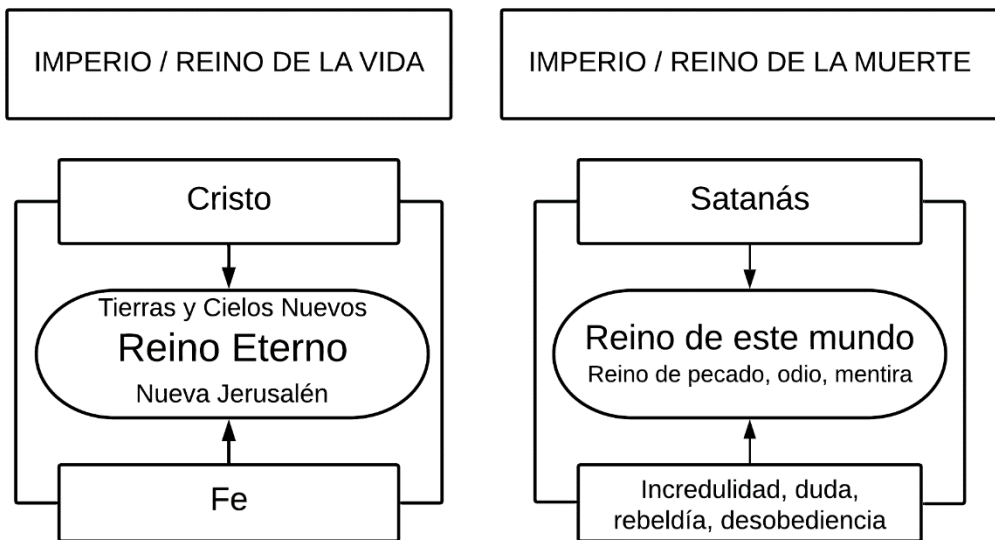 IMPERIO / REINO DE LA VIDA
Cristo
Tierras y Cielos Nuevos
Reino Eterno
Nueva Jerusalén
Fe
IMPERIO / REINO DE LA MUERTE
Satanás
Reino de este mundo
Reino de pecado, odio, mentira
Incredulidad, duda,
rebeldía, desobediencia